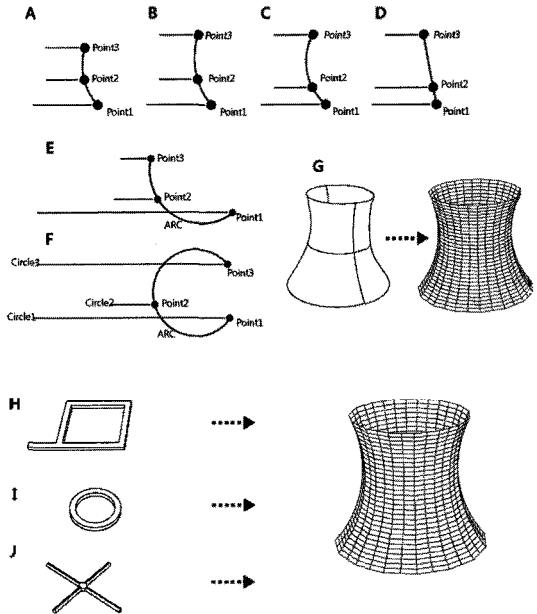 A B C D
Point3 Point3 Point3 Point3
Point2 Point2 Point2 Point2
Point1 Point1 Point1 Point1
E
Point3
Point2
Point1
ARC
F
Circle3
Point3
Circle2
Point2
Circle1
Point1
ARC
G
H
I
J